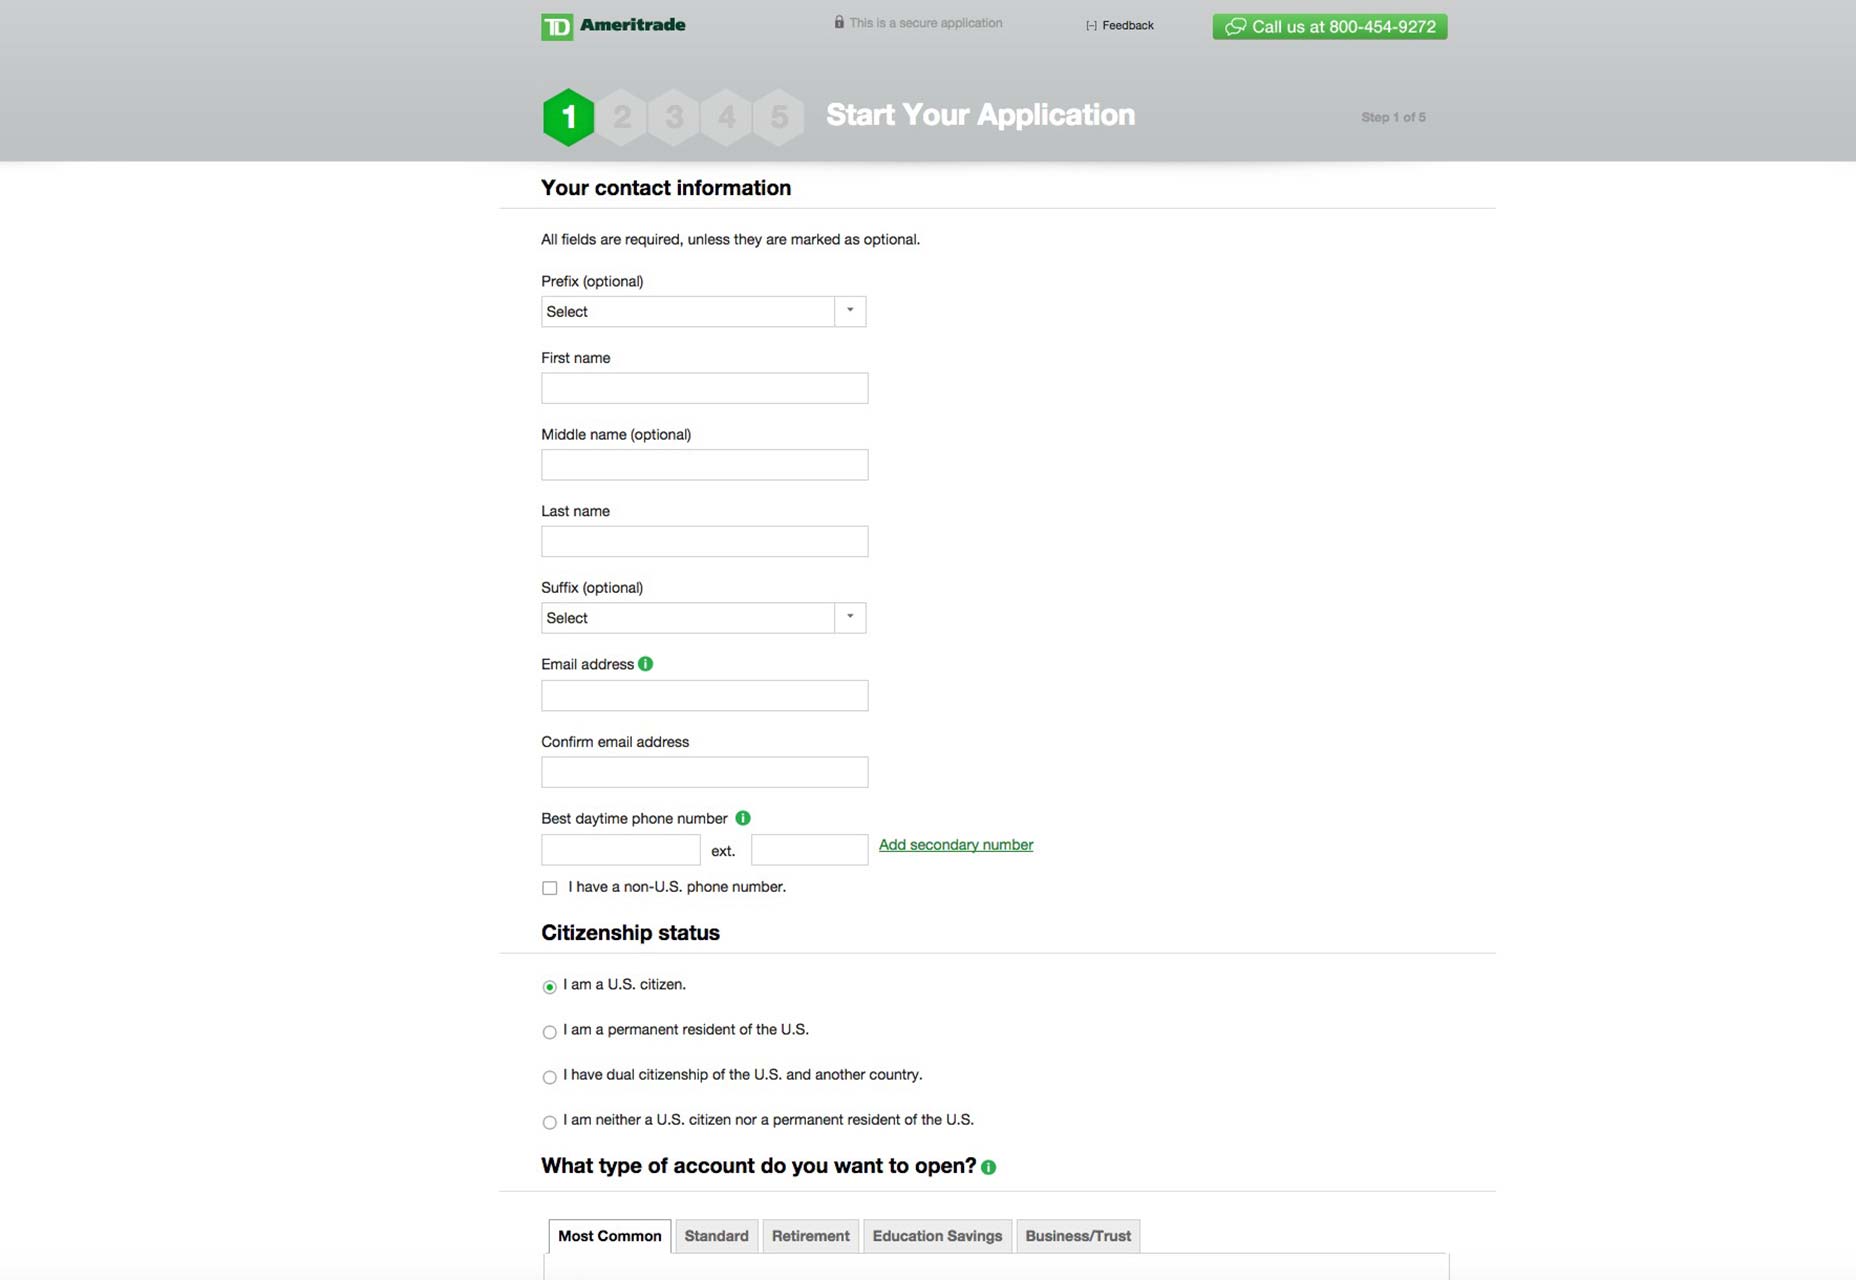 TD Ameritrade
This is a secure application
[-] Feedback
Call us at 800-454-9272
1 2 3 4 5 Start Your Application
Step 1 of 5
Your contact information
All fields are required, unless they are marked as optional.
Prefix (optional)
Select
First name
Middle name (optional)
Last name
Suffix (optional)
Select
Email address i
Confirm email address
Best daytime phone number i
ext.
Add secondary number
I have a non-U.S. phone number.
Citizenship status
I am a U.S. citizen.
I am a permanent resident of the U.S.
I have dual citizenship of the U.S. and another country.
I am neither a U.S. citizen nor a permanent resident of the U.S.
What type of account do you want to open? i
Most Common Standard Retirement Education Savings Business/Trust